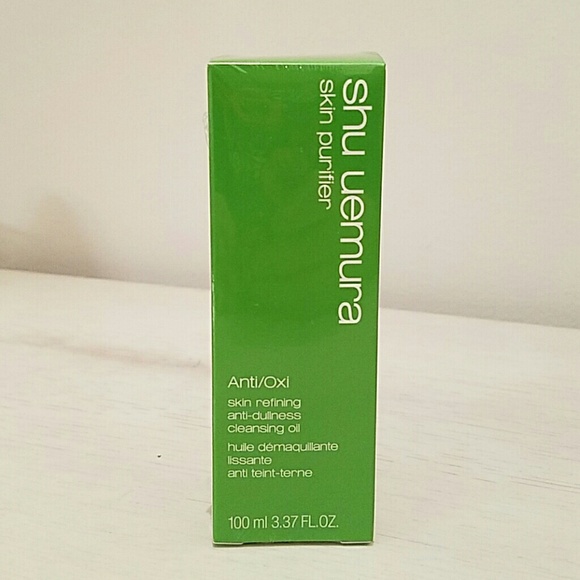 shu uemura
skin purifier
Anti/Oxi
skin refining
anti-dullness
cleansing oil
huile démaquillante
lissante
anti teint-terne
100 ml 3.37 FL.OZ.